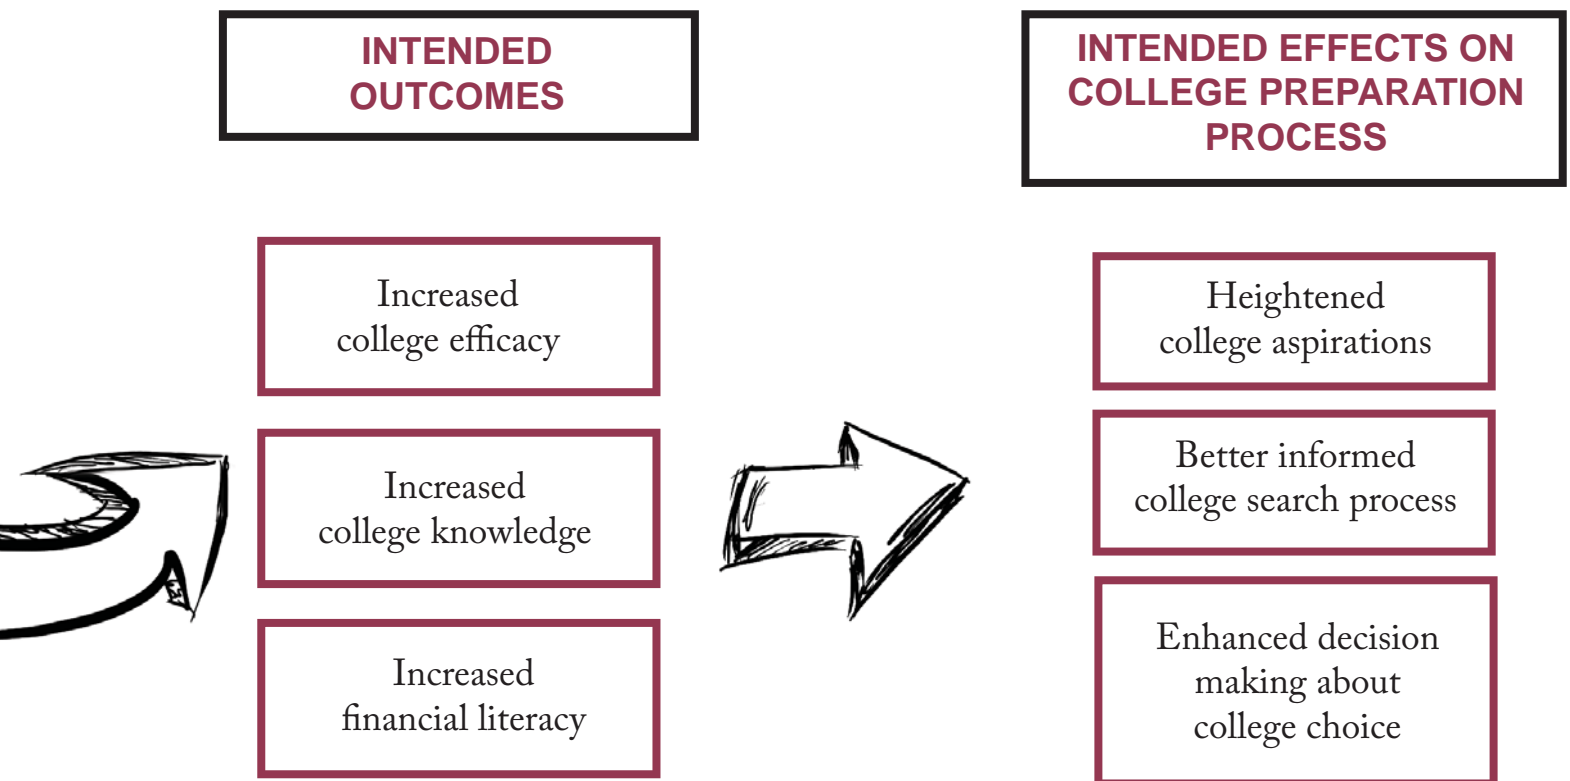 INTENDED
OUTCOMES
Increased
college efficacy
Increased
college knowledge
Increased
financial literacy
INTENDED EFFECTS ON
COLLEGE PREPARATION
PROCESS
Heightened
college aspirations
Better informed
college search process
Enhanced decision
making about
college choice